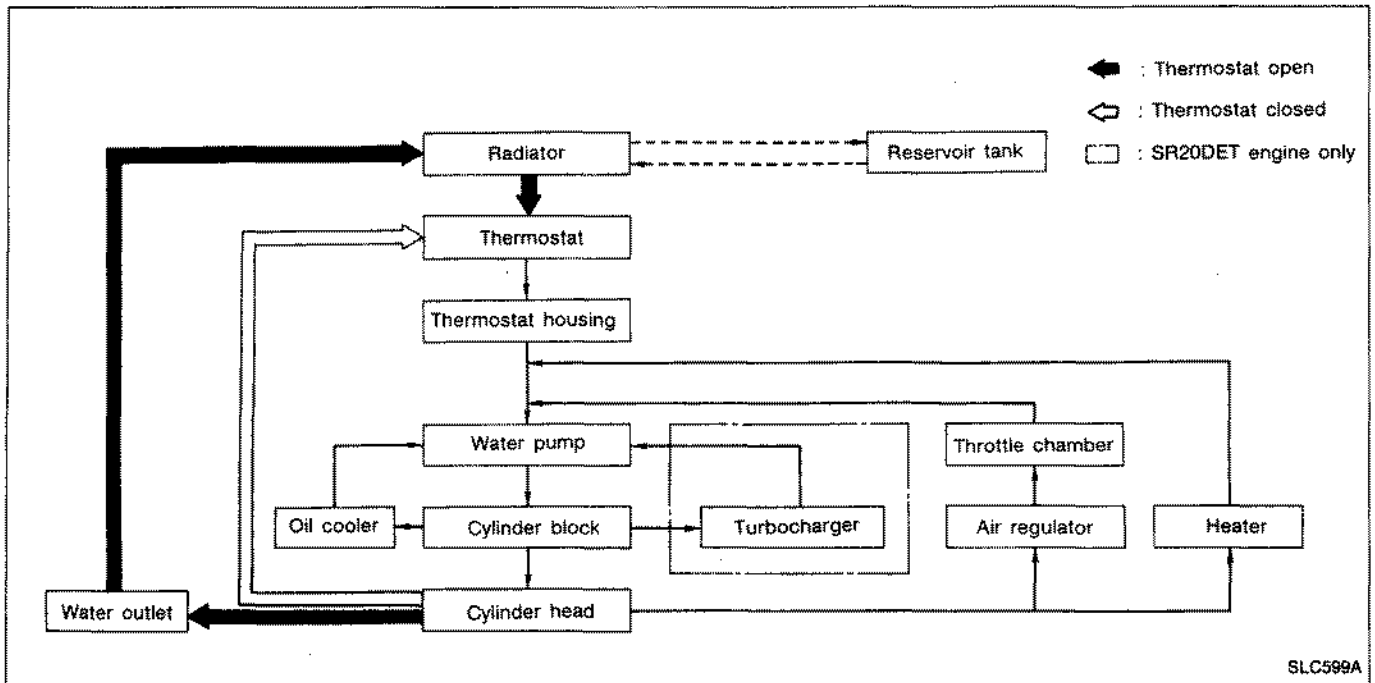 : Thermostat open
: Thermostat closed
: SR20DET engine only
Radiator
Reservoir tank
Thermostat
Thermostat housing
Water pump
Throttle chamber
Oil cooler
Cylinder block
Turbocharger
Air regulator
Heater
Water outlet
Cylinder head
SLC599A